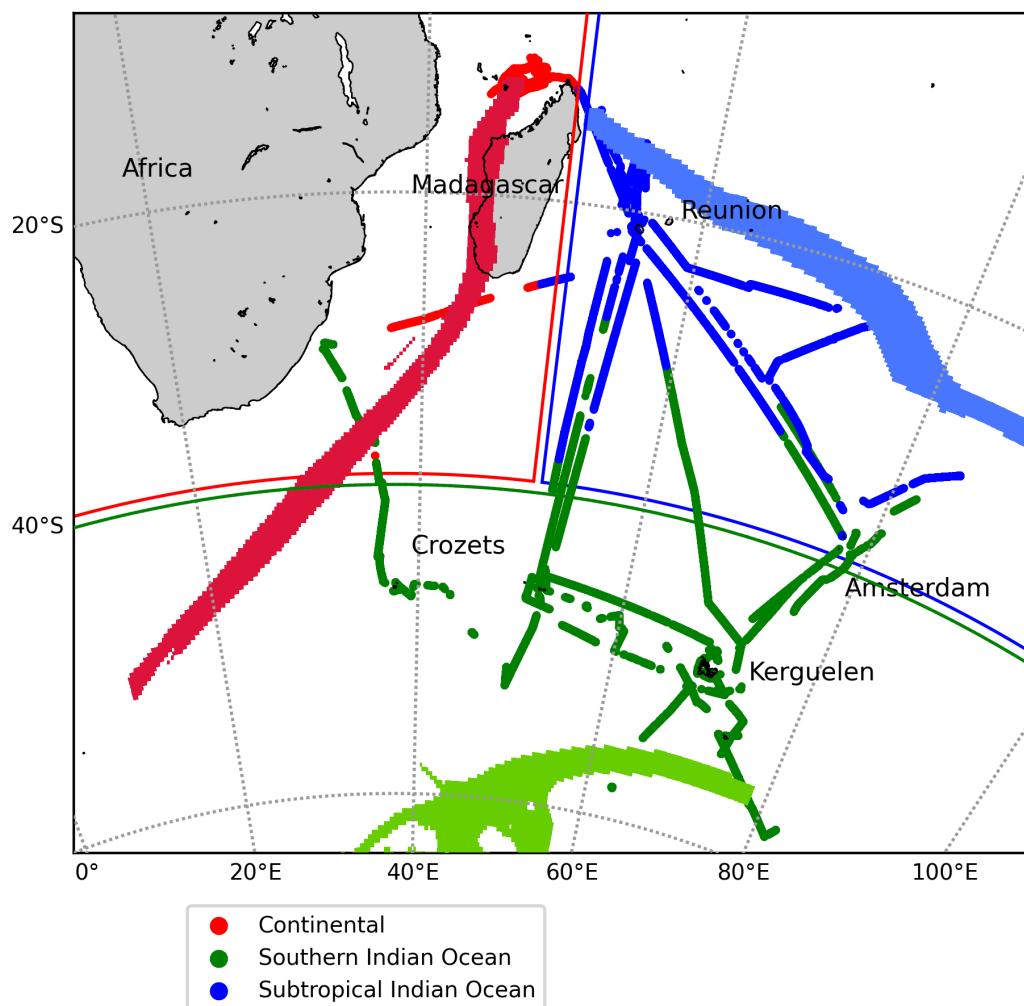 Africa
Madagascar
Reunion
20°S
40°S
Crozets
Amsterdam
Kerguelen
0° 20°E 40°E 60°E 80°E 100°E
Continental
Southern Indian Ocean
Subtropical Indian Ocean